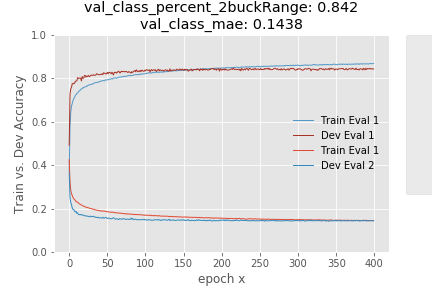 val_class_percent_2buckRange: 0.842
val_class_mae: 0.1438
Train vs. Dev Accuracy
1.0
0.8
0.6
0.4
0.2
0.0
Train Eval 1
Dev Eval 1
Train Eval 1
Dev Eval 2
0 50 100 150 200 250 300 350 400
epoch x